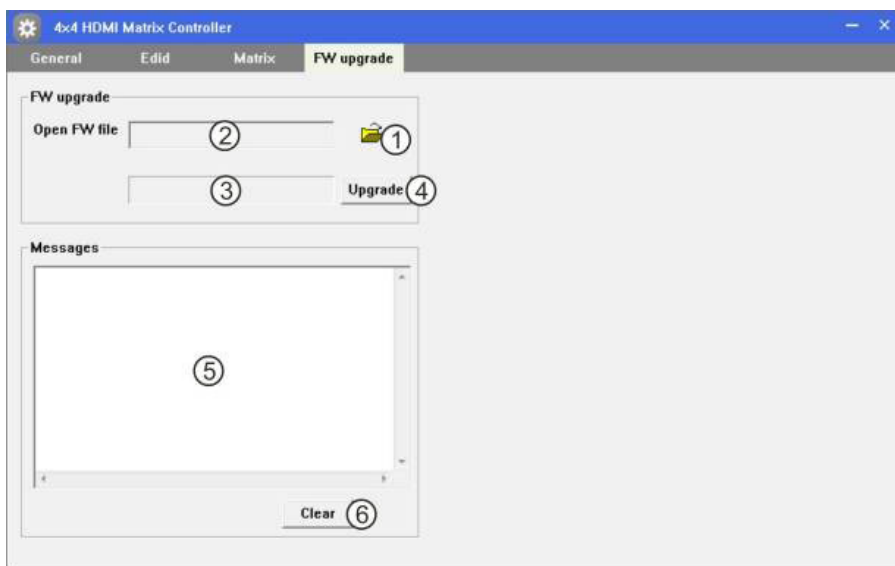 4x4 HDMI Matrix Controller
General Edid Matrix FW upgrade
FW upgrade
Open FW file 2 1
3 Upgrade 4
Messages
5
Clear 6